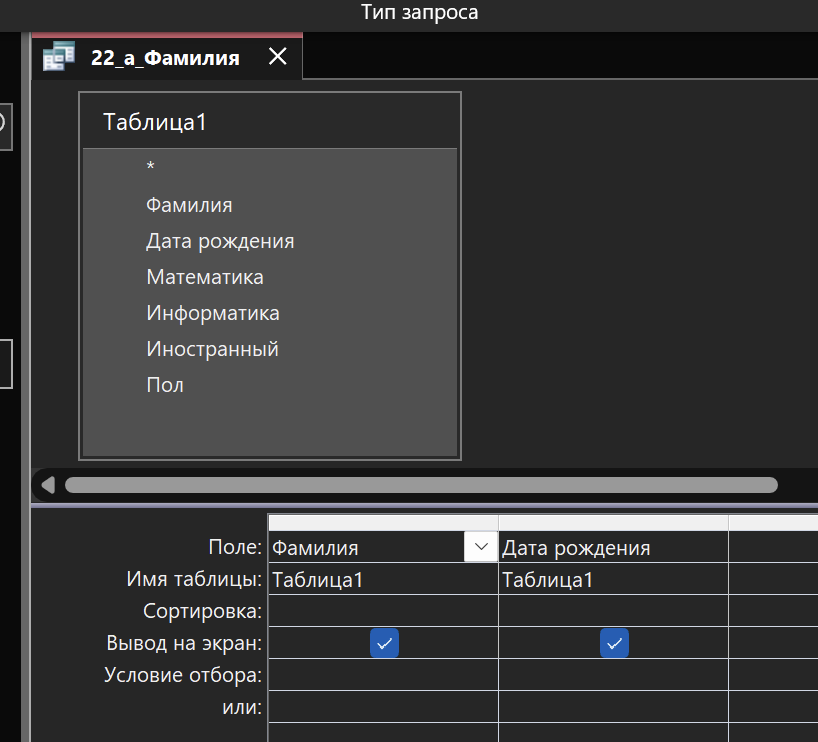 Тип запроса
22_а_Фамилия
Таблица1
*
Фамилия
Дата рождения
Математика
Информатика
Иностранный
Пол
Поле: Фамилия Дата рождения
Имя таблицы: Таблица1 Таблица1
Сортировка:
Вывод на экран:
Условие отбора:
или: